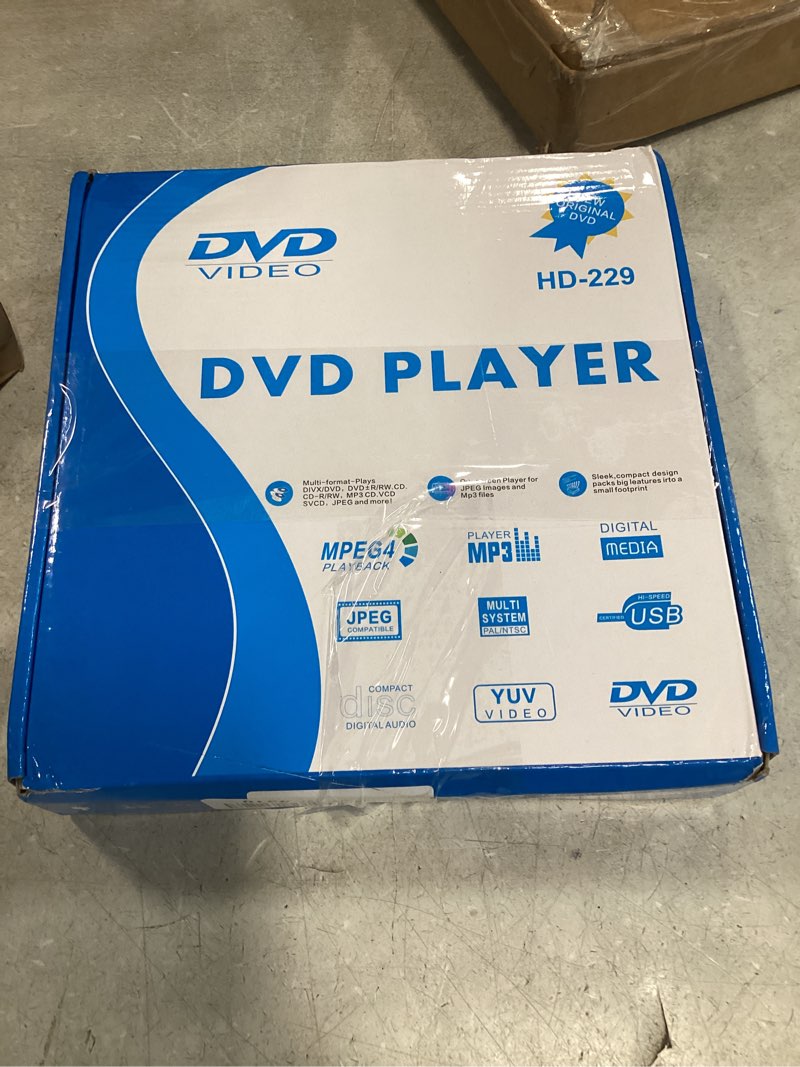 DVD
VIDEO
NEW
ORIGINAL
DVD
HD-229
DVD PLAYER
Multi-format-Plays
DIVX/DVD, DVD±R/RW.CD.
CD-R/RW, MP3 CD.VCD
SVCD, JPEG and more!
Player for
JPEG Images and
Mp3 files
Sleek,compact design
packs big features irto a
small footprint
MPEG4
PLAYBACK
PLAYER
MP3
DIGITAL
MEDIA
JPEG
COMPATIBLE
MULTI
SYSTEM
PAL/NTSC
HI-SPEED
CERTIFIED USB
COMPACT
disc
DIGITAL AUDIO
YUV
VIDEO
DVD
VIDEO